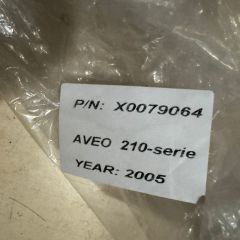 P/N: X0079064
AVEO 210-serie
YEAR: 2005